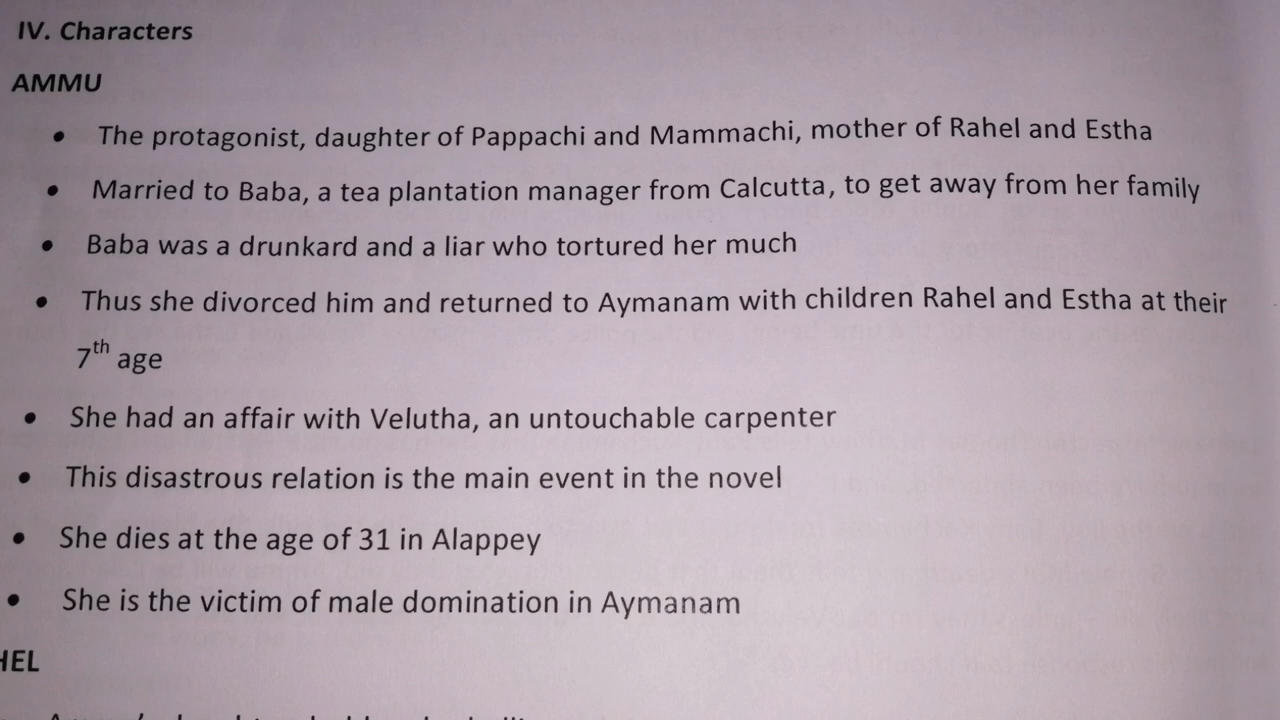 IV. Characters
AMMU
• The protagonist, daughter of Pappachi and Mammachi, mother of Rahel and Estha
• Married to Baba, a tea plantation manager from Calcutta, to get away from her family
• Baba was a drunkard and a liar who tortured her much
• Thus she divorced him and returned to Aymanam with children Rahel and Estha at their
7th age
• She had an affair with Velutha, an untouchable carpenter
• This disastrous relation is the main event in the novel
• She dies at the age of 31 in Alappey
• She is the victim of male domination in Aymanam
HEL